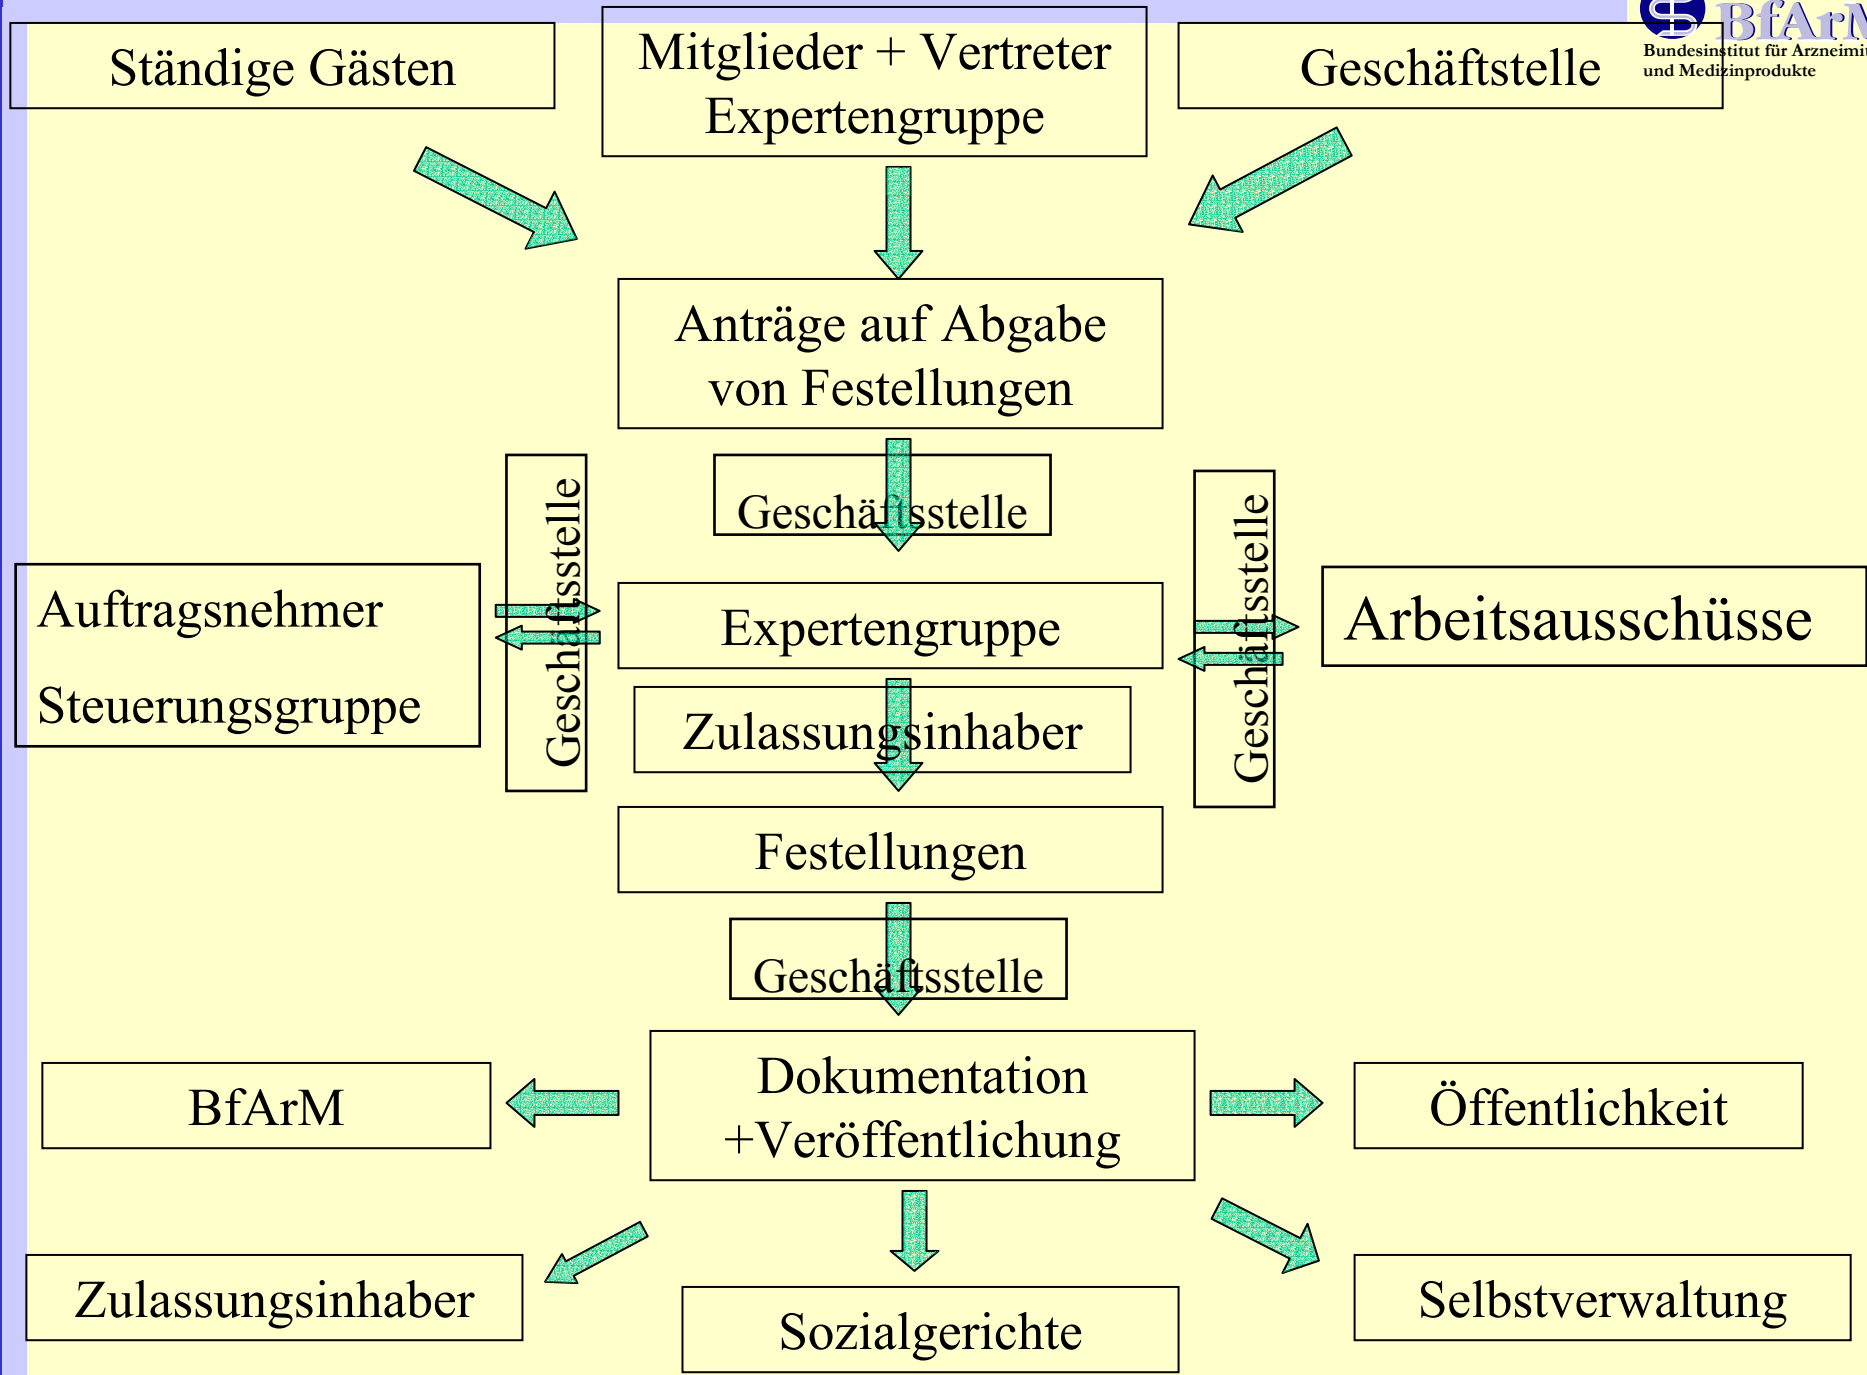 Ständige Gästen
Mitglieder + Vertreter
Expertengruppe
Geschäftstelle
BfArM
Bundesinstitut für Arzneimit
und Medizinprodukte
Anträge auf Abgabe
von Festellungen
Geschäftsstelle
Geschäftsstelle
Geschäftsstelle
Auftragsnehmer
Steuerungsgruppe
Expertengruppe
Arbeitsausschüsse
Zulassungsinhaber
Festellungen
Geschäftsstelle
BfArM
Dokumentation
+Veröffentlichung
Öffentlichkeit
Zulassungsinhaber
Sozialgerichte
Selbstverwaltung